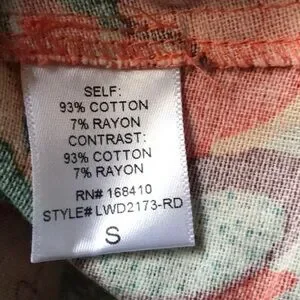 SELF:
93% COTTON
7% RAYON
CONTRAST:
93% COTTON
7% RAYON
RN# 168410
STYLE# LWD2173-RD
S